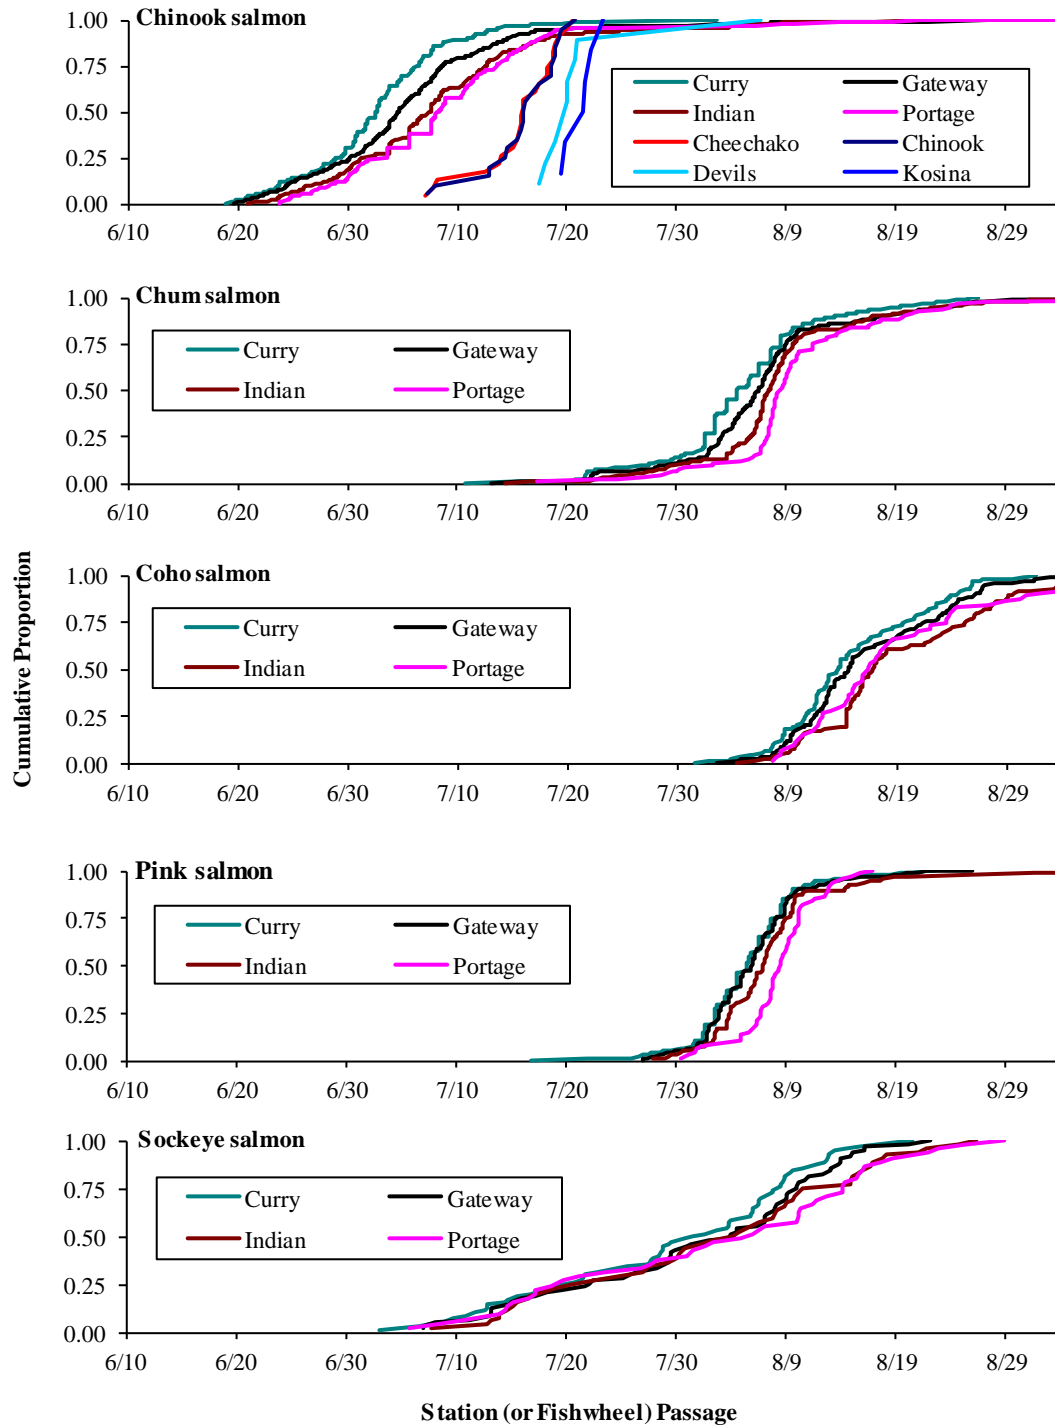 Chinook salmon
1.00
0.75
0.50
0.25
0.00
Curry Gateway
Indian Portage
Cheechako Chinook
Devils Kosina
6/10 6/20 6/30 7/10 7/20 7/30 8/9 8/19 8/29
Chum salmon
1.00
0.75
0.50
0.25
0.00
Curry Gateway
Indian Portage
6/10 6/20 6/30 7/10 7/20 7/30 8/9 8/19 8/29
Cumulative Proportion
Coho salmon
1.00
0.75
0.50
0.25
0.00
Curry Gateway
Indian Portage
6/10 6/20 6/30 7/10 7/20 7/30 8/9 8/19 8/29
Pink salmon
1.00
0.75
0.50
0.25
0.00
Curry Gateway
Indian Portage
6/10 6/20 6/30 7/10 7/20 7/30 8/9 8/19 8/29
Sockeye salmon
1.00
0.75
0.50
0.25
0.00
Curry Gateway
Indian Portage
6/10 6/20 6/30 7/10 7/20 7/30 8/9 8/19 8/29
Station (or Fishwheel) Passage